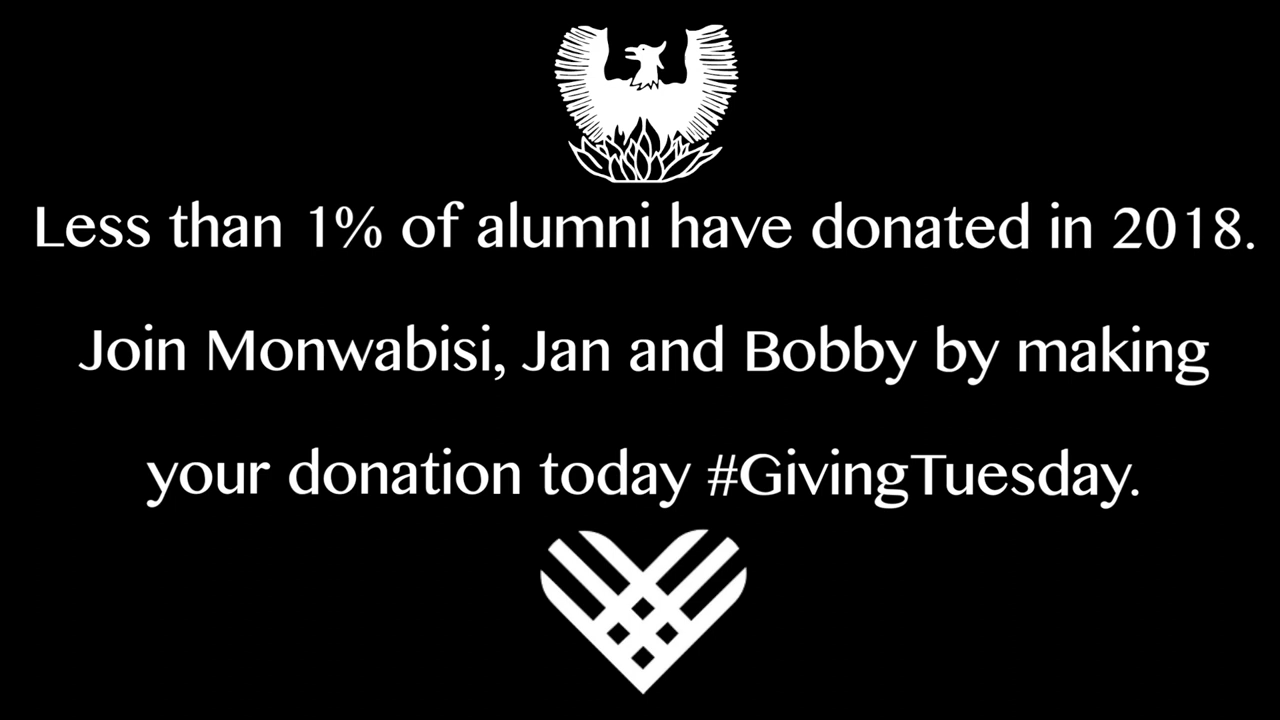 Less than 1% of alumni have donated in 2018.
Join Monwabisi, Jan and Bobby by making
your donation today #GivingTuesday.